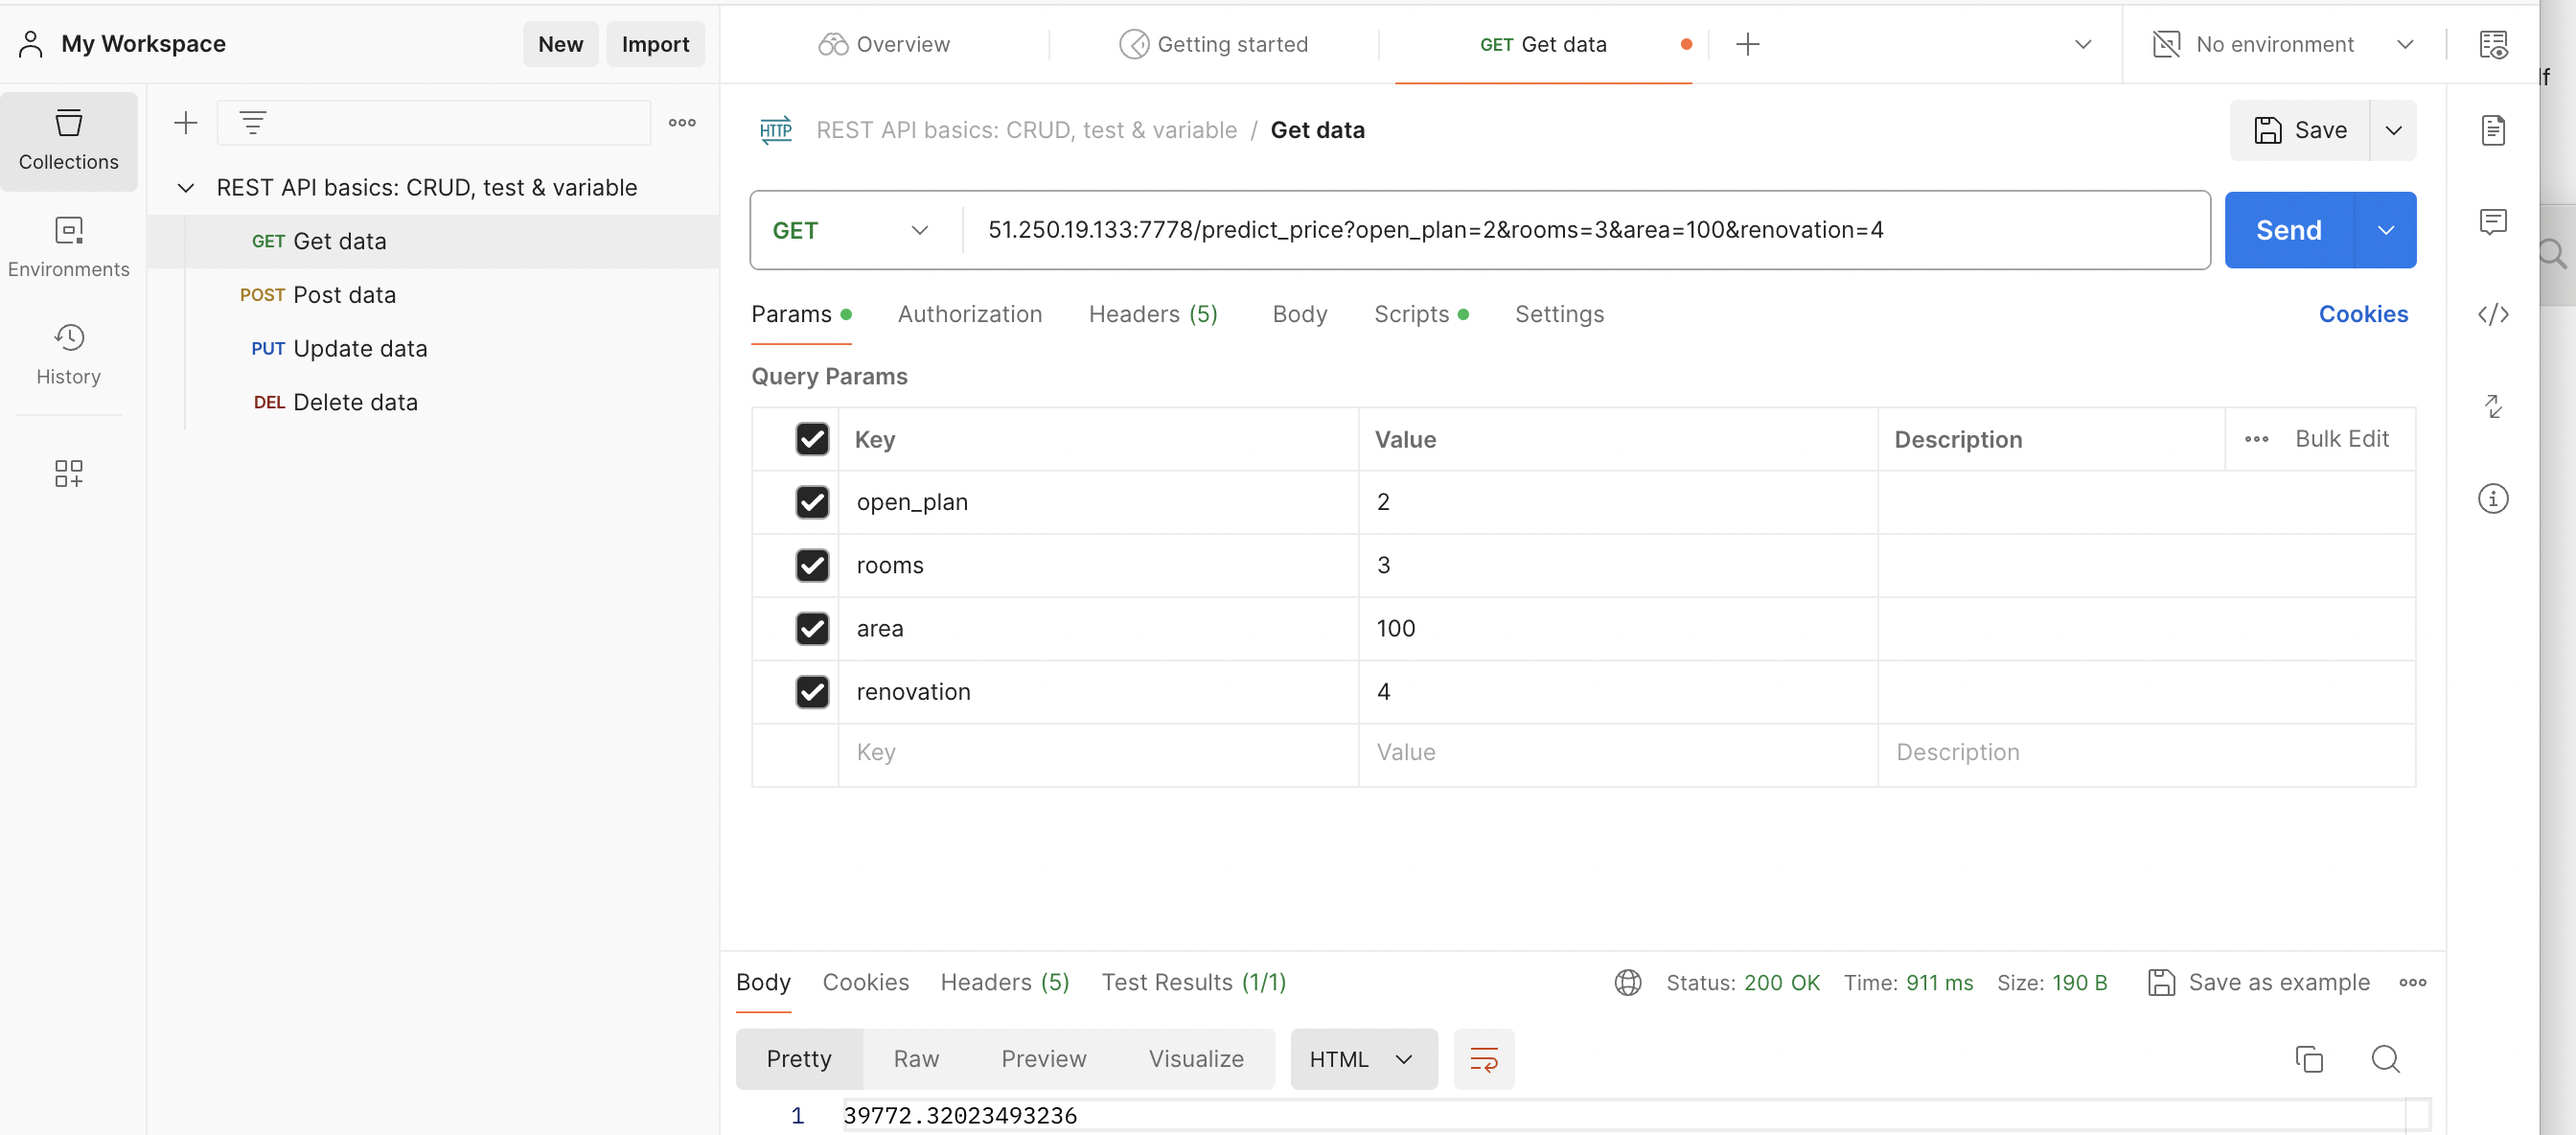 My Workspace
New
Import
Overview
Getting started
GET Get data
No environment
Collections
Environments
History
REST API basics: CRUD, test & variable
GET Get data
POST Post data
PUT Update data
DEL Delete data
HTTP REST API basics: CRUD, test & variable / Get data
Save
GET 51.250.19.133:7778/predict_price?open_plan=2&rooms=3&area=100&renovation=4
Send
Params Authorization Headers (5) Body Scripts Settings Cookies
Query Params
Key Value Description Bulk Edit
open_plan 2
rooms 3
area 100
renovation 4
Key Value Description
Body Cookies Headers (5) Test Results (1/1) Status: 200 OK Time: 911 ms Size: 190 B Save as example
Pretty Raw Preview Visualize HTML
1 39772.32023493236